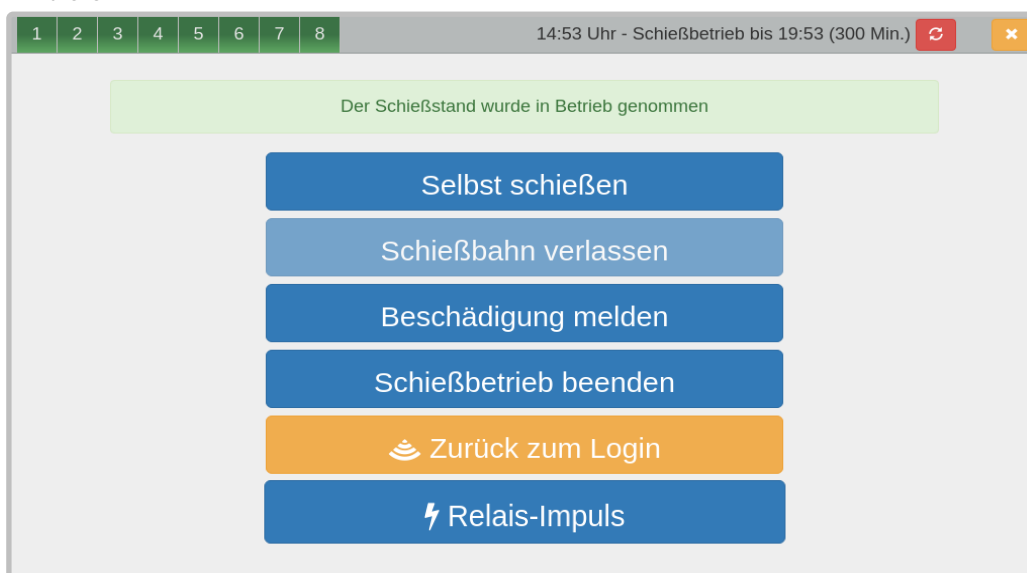 1 2 3 4 5 6 7 8 14:53 Uhr - Schießbetrieb bis 19:53 (300 Min.)
Der Schießstand wurde in Betrieb genommen
Selbst schießen
Schießbahn verlassen
Beschädigung melden
Schießbetrieb beenden
Zurück zum Login
Relais-Impuls